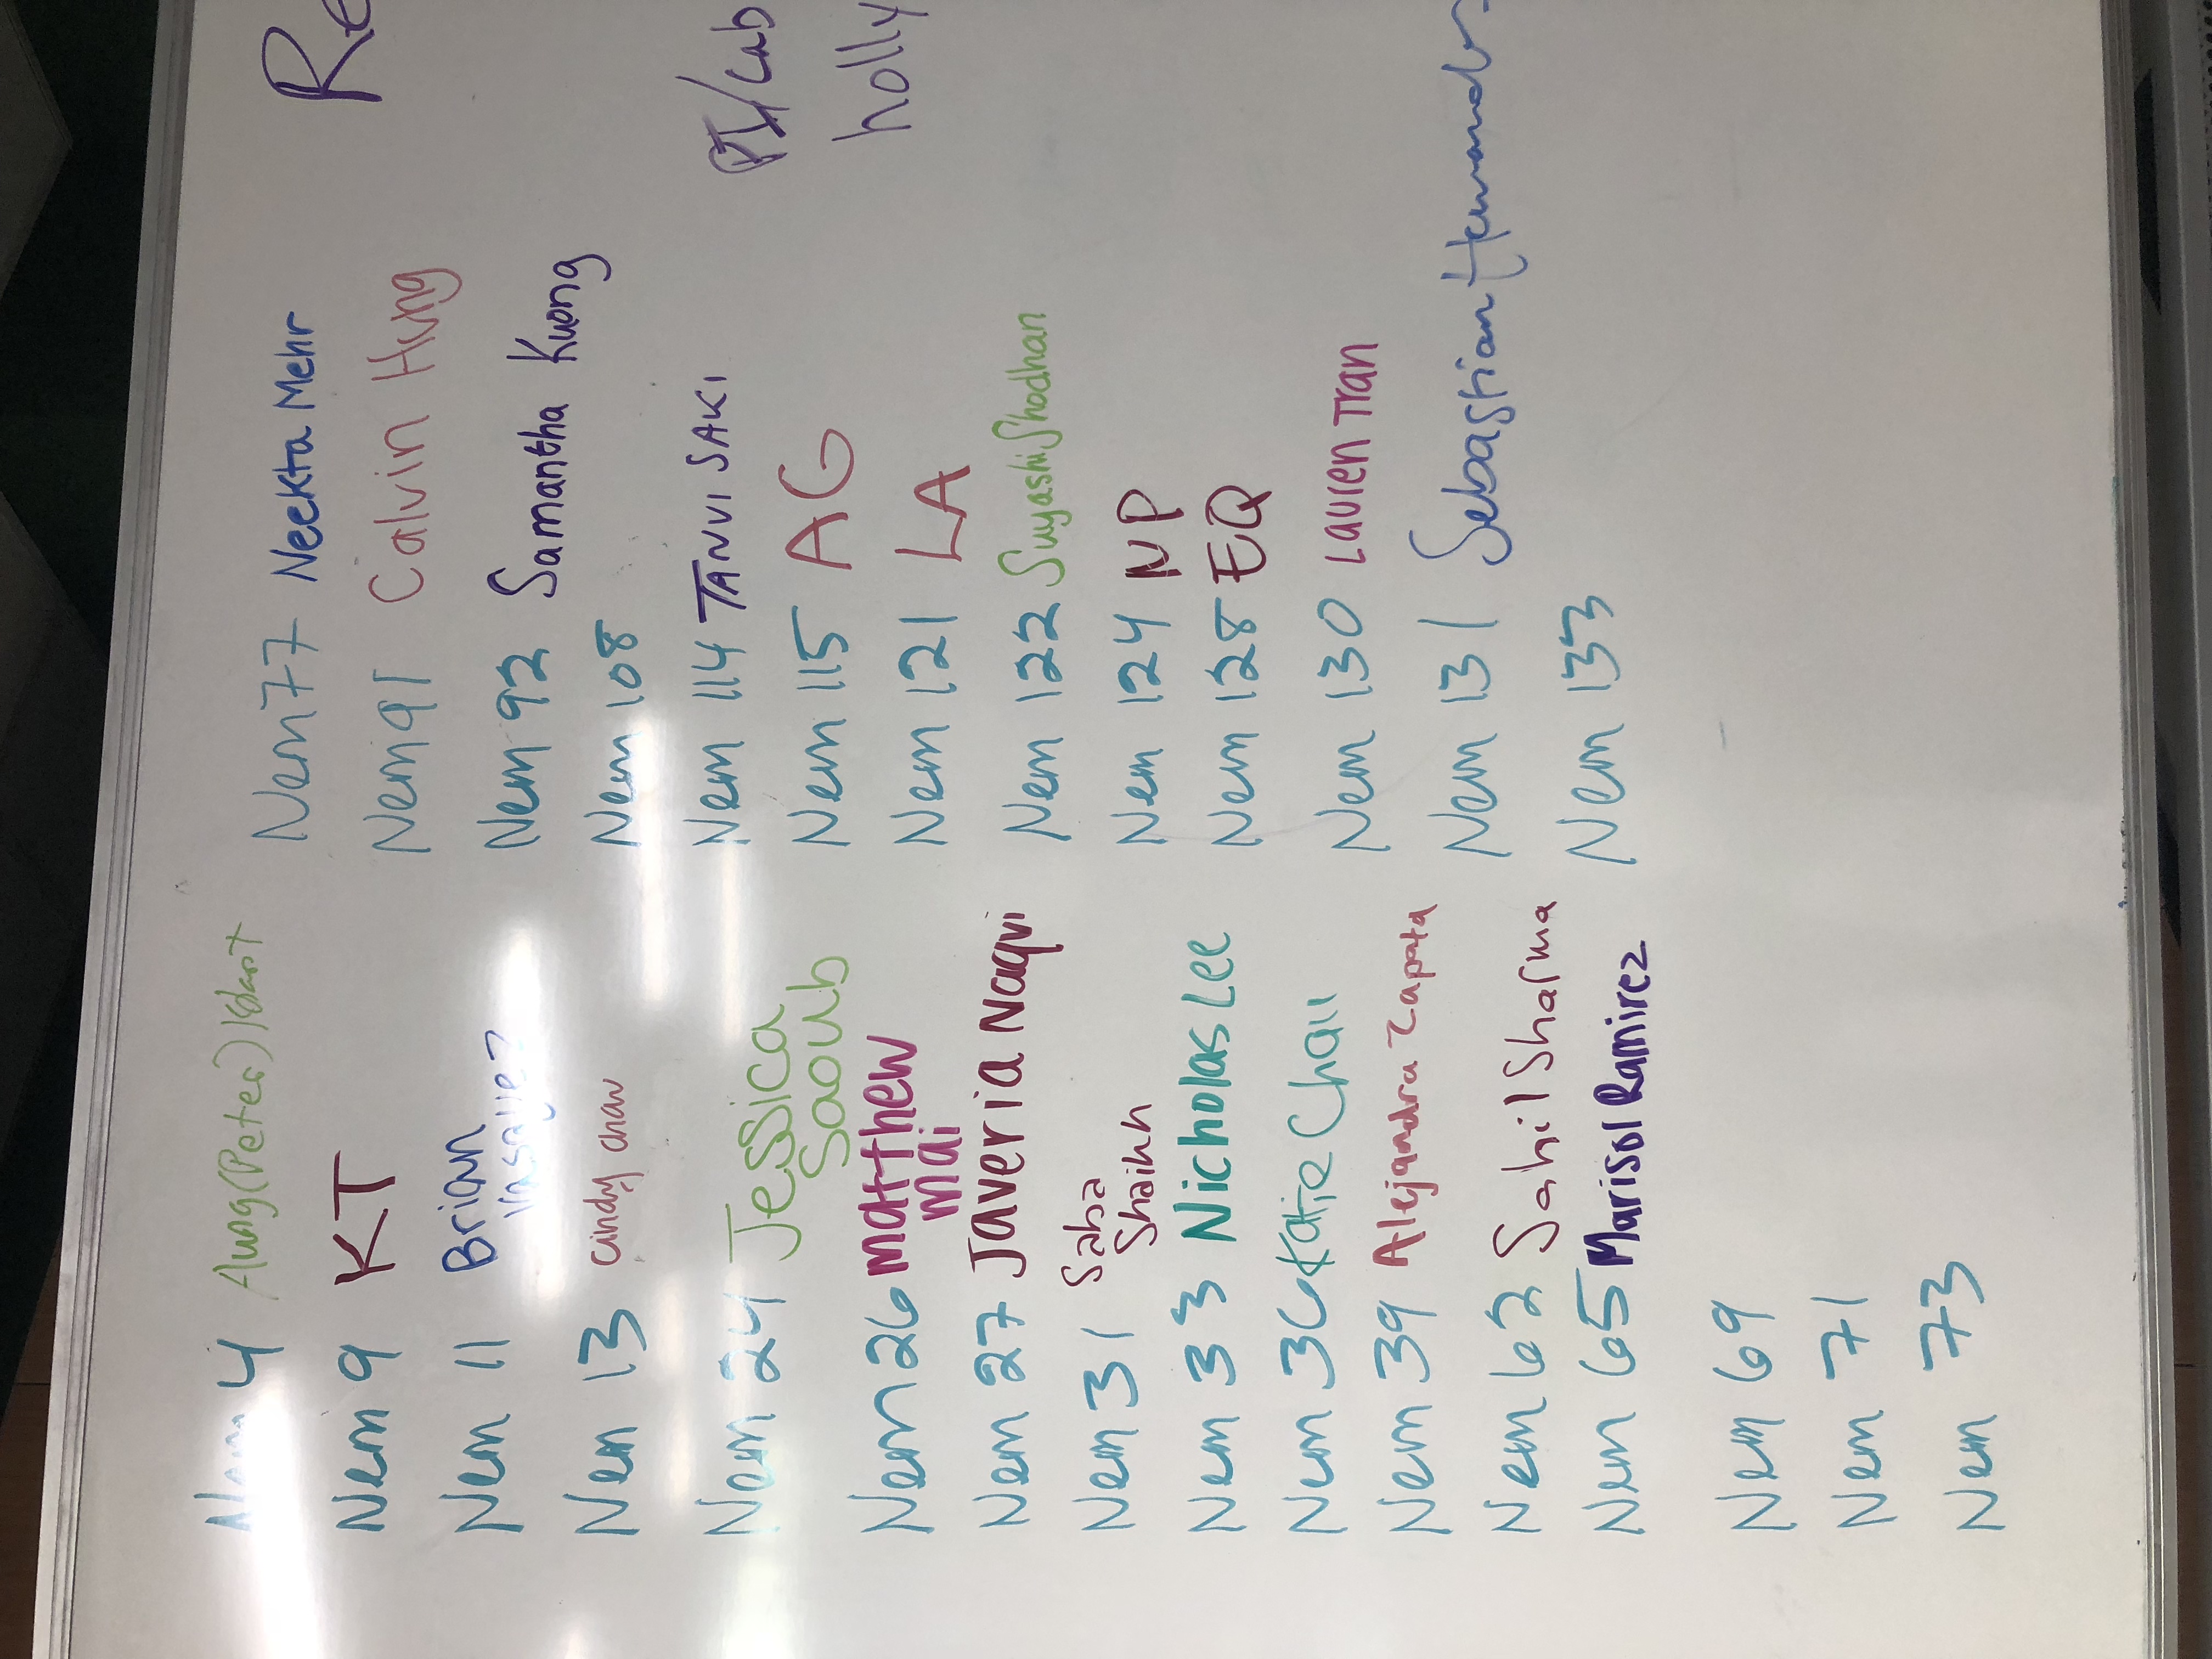 Nem 4 Aung (Peter)
Nem 9 KT
Nem 11 Brian
Vasquez
Nem 13 Cindy chau
Nem 24 Jessica
Saoub
Nem 26 matthew
mai
Nem 27 Javeria Naqvi
Nem 31 Saba
Shaikh
Nem 33 Nicholas Lee
Nem 36 Katie Chau
Nem 39 Alejandra Zapata
Nem 62 Sahil Sharma
Nem 65 Marisol Ramirez
Nem 69
Nem 71
Nem 73
Nem 77 Neekta Mehr
Nem 91 Calvin Hung
Nem 92 Samantha Kuong
Nem 108
Nem 114 TANVI SAKI
Nem 115 AG
Nem 121 LA
Nem 122 Suyashi Shodhan
Nem 124 NP
Nem 128 EQ
Nem 130 Lauren Tran
Nem 131 Sebastian Hernandez
Nem 133
Re
PI/Lab
holly